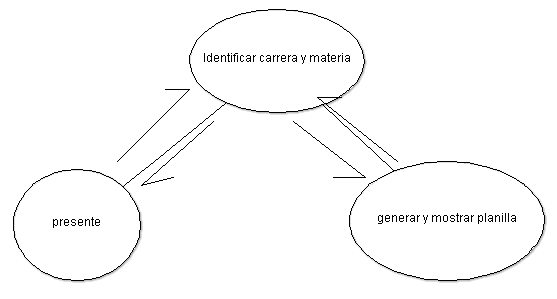 Identificar carrera y materia
presente
generar y mostrar planilla